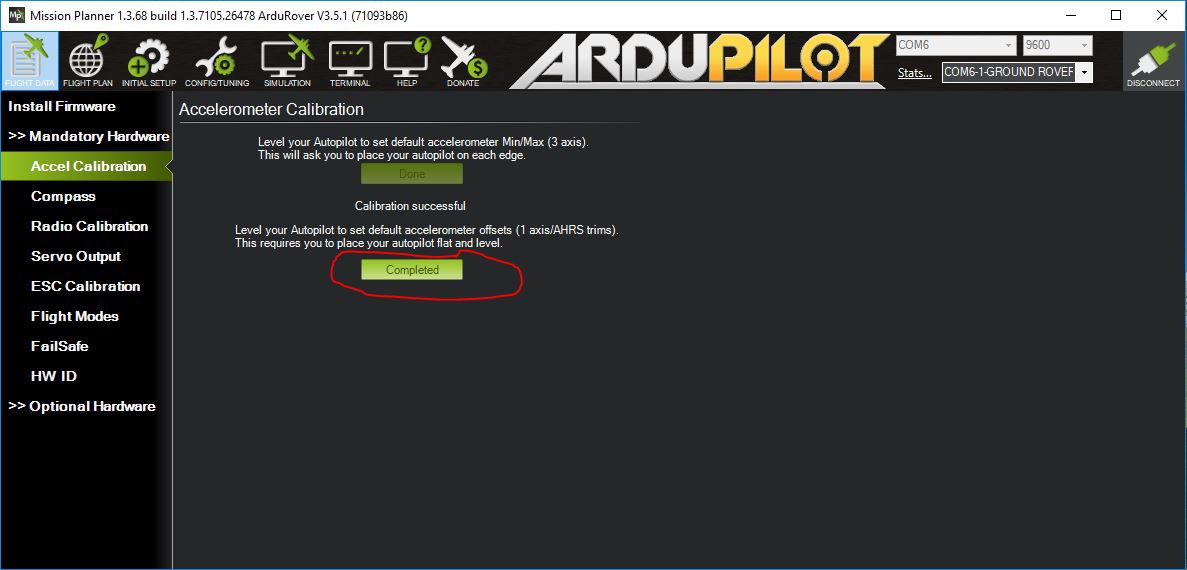 Mp
Mission Planner 1.3.68 build 1.3.7105.26478 ArduRover V3.5.1 (71093b86)
FLIGHT DATA
FLIGHT PLAN
INITIAL SETUP
CONFIG/TUNING
SIMULATION
TERMINAL
HELP
DONATE
ARDUPILOT
COM6
9600
Stats...
COM6-1-GROUND ROVER
DISCONNECT
Install Firmware
>> Mandatory Hardware
Accel Calibration
Compass
Radio Calibration
Servo Output
ESC Calibration
Flight Modes
FailSafe
HW ID
>> Optional Hardware
Accelerometer Calibration
Level your Autopilot to set default accelerometer Min/Max (3 axis).
This will ask you to place your autopilot on each edge.
Done
Calibration successful
Level your Autopilot to set default accelerometer offsets (1 axis/AHRS trims).
This requires you to place your autopilot flat and level.
Completed